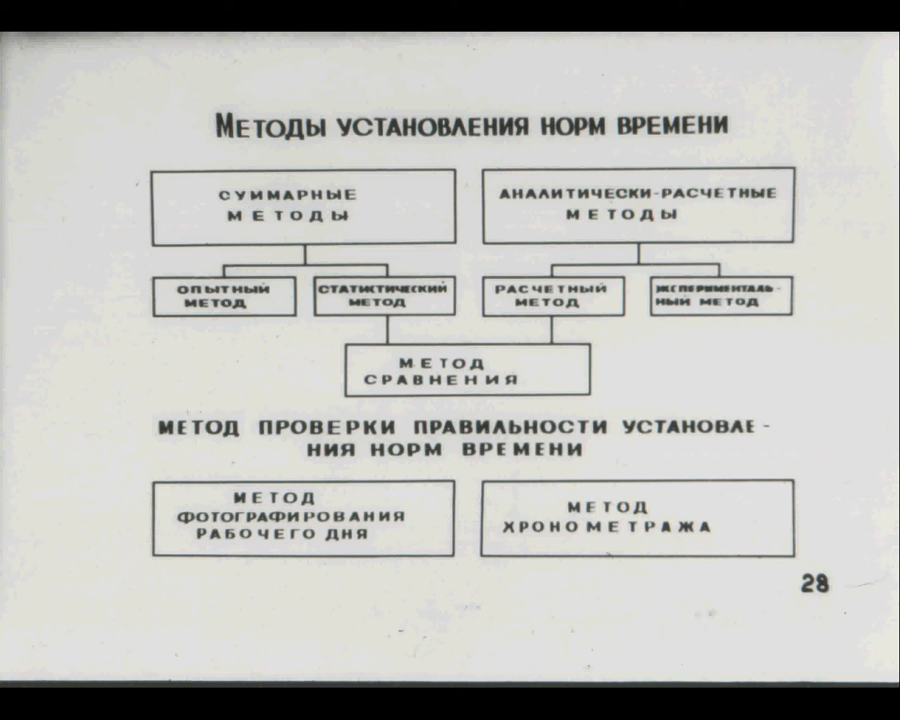 МЕТОДЫ УСТАНОВЛЕНИЯ НОРМ ВРЕМЕНИ
СУММАРНЫЕ
МЕТОДЫ
АНАЛИТИЧЕСКИ-РАСЧЕТНЫЕ
МЕТОДЫ
ОПЫТНЫЙ
МЕТОД
СТАТИСТИЧЕСКИЙ
МЕТОД
РАСЧЕТНЫЙ
МЕТОД
ЭКСПЕРИМЕНТАЛЬ-
НЫЙ МЕТОД
МЕТОД
СРАВНЕНИЯ
МЕТОД ПРОВЕРКИ ПРАВИЛЬНОСТИ УСТАНОВЛЕ-
НИЯ НОРМ ВРЕМЕНИ
МЕТОД
ФОТОГРАФИРОВАНИЯ
РАБОЧЕГО ДНЯ
МЕТОД
ХРОНОМЕТРАЖА
28